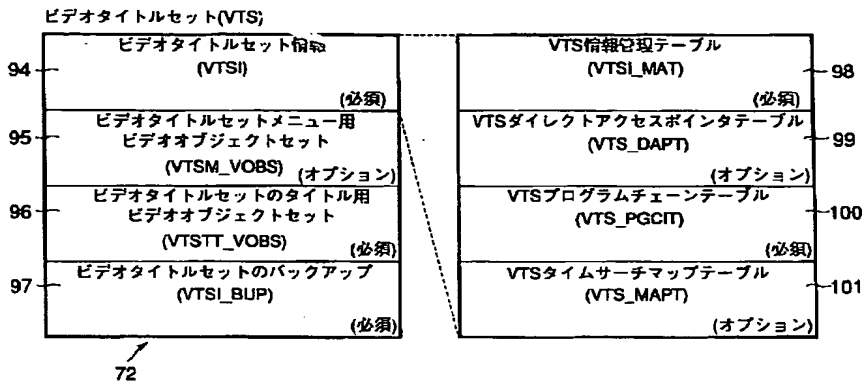 ビデオタイトルセット(VTS)
94
ビデオタイトルセット情報
(VTSI)
(必須)
95
ビデオタイトルセットメニュー用
ビデオオブジェクトセット
(VTSM_VOBS)
(オプション)
96
ビデオタイトルセットのタイトル用
ビデオオブジェクトセット
(VTSTT_VOBS)
(必須)
97
ビデオタイトルセットのバックアップ
(VTSI_BUP)
(必須)
72
VTS情報管理テーブル
(VTSI_MAT)
(必須)
98
VTSダイレクトアクセスポインタテーブル
(VTS_DAPT)
(オプション)
99
VTSプログラムチェーンテーブル
(VTS_PGCIT)
(必須)
100
VTSタイムサーチマップテーブル
(VTS_MAPT)
(オプション)
101